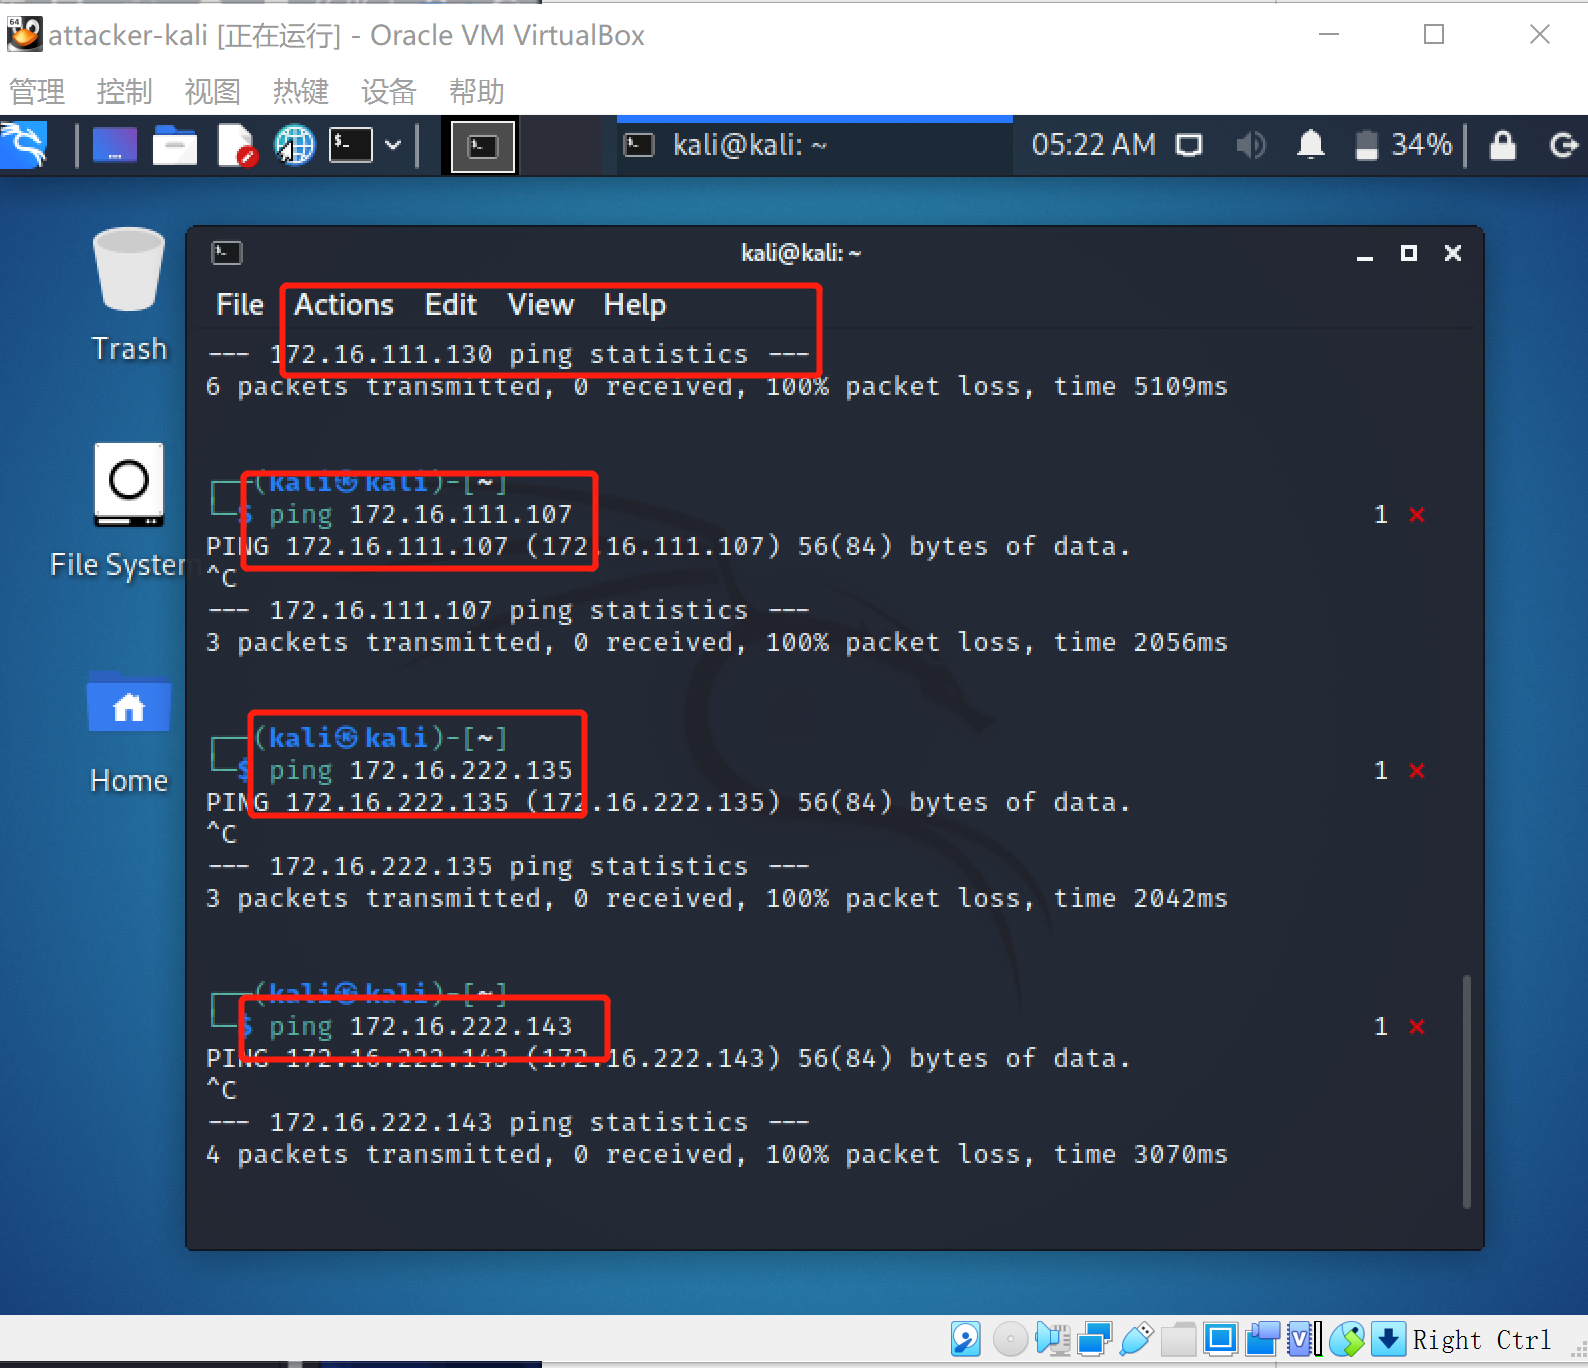 attacker-kali [正在运行] - Oracle VM VirtualBox
管理 控制 视图 热键 设备 帮助
kali@kali: ~ 05:22 AM 34%
kali@kali: ~
File Actions Edit View Help
Trash
--- 172.16.111.130 ping statistics ---
6 packets transmitted, 0 received, 100% packet loss, time 5109ms
(kali㉿kali)-[~]
$ ping 172.16.111.107 1 ⨯
PING 172.16.111.107 (172.16.111.107) 56(84) bytes of data.
File System
^C
--- 172.16.111.107 ping statistics ---
3 packets transmitted, 0 received, 100% packet loss, time 2056ms
(kali㉿kali)-[~]
$ ping 172.16.222.135 1 ⨯
Home
PING 172.16.222.135 (172.16.222.135) 56(84) bytes of data.
^C
--- 172.16.222.135 ping statistics ---
3 packets transmitted, 0 received, 100% packet loss, time 2042ms
(kali㉿kali)-[~]
$ ping 172.16.222.143 1 ⨯
PING 172.16.222.143 (172.16.222.143) 56(84) bytes of data.
^C
--- 172.16.222.143 ping statistics ---
4 packets transmitted, 0 received, 100% packet loss, time 3070ms
Right Ctrl